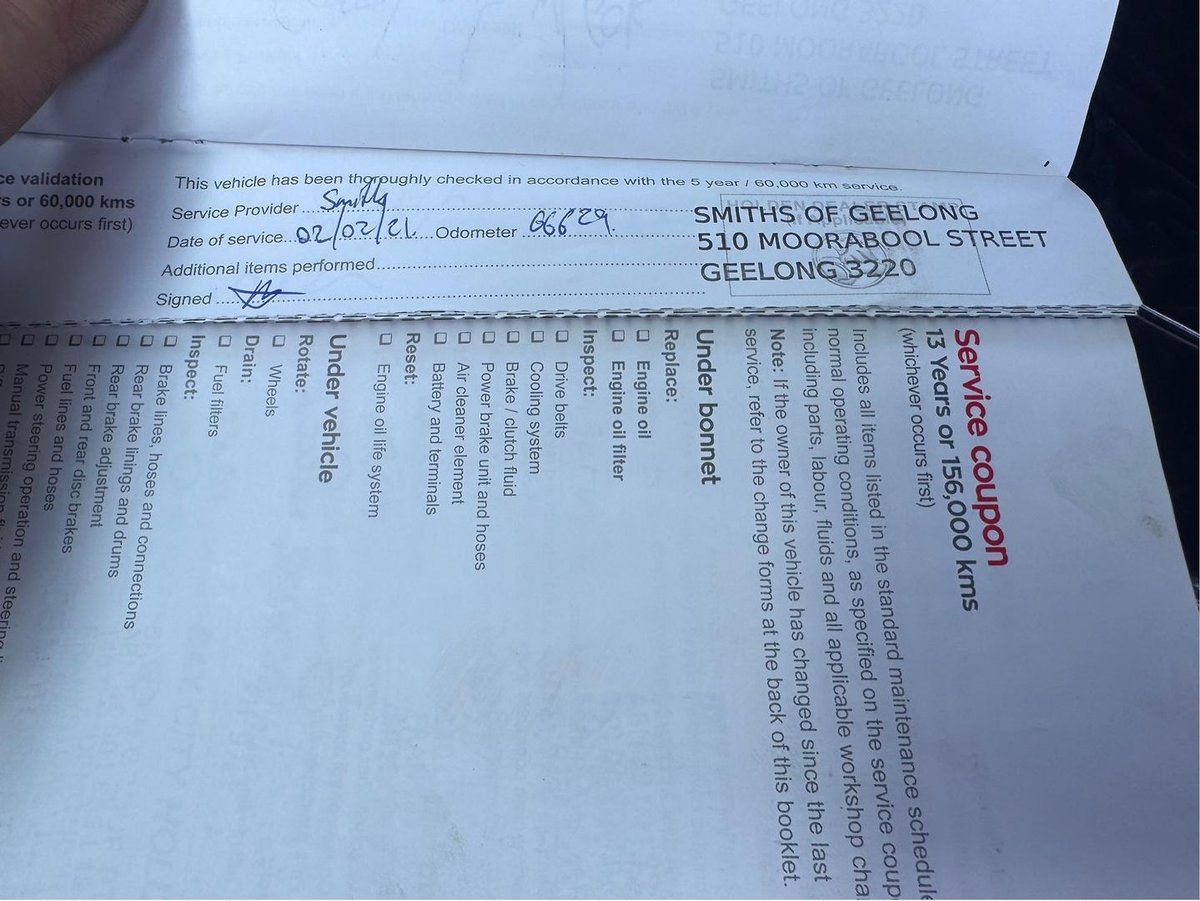 ce validation
s or 60,000 kms
ever occurs first)
This vehicle has been thoroughly checked in accordance with the 5 year / 60,000 km service.
Service Provider Smiths
Date of service 02/02/21 Odometer 66629
Additional items performed
Signed
HOLDEN DEALER STAMP
SMITHS OF GEELONG
510 MOORABOOL STREET
GEELONG 3220
Service coupon
13 Years or 156,000 kms
(whichever occurs first)
Includes all items listed in the standard maintenance schedule
normal operating conditions, as specified on the service coup
including parts, labour, fluids and all applicable workshop cha
Note: If the owner of this vehicle has changed since the last
service, refer to the change forms at the back of this booklet.
Under bonnet
Replace:
Engine oil
Engine oil filter
Inspect:
Drive belts
Cooling system
Brake / clutch fluid
Power brake unit and hoses
Air cleaner element
Battery and terminals
Reset:
Engine oil life system
Under vehicle
Rotate:
Wheels
Drain:
Fuel filters
Inspect:
Brake lines, hoses and connections
Rear brake linings and drums
Rear brake adjustment
Front and rear disc brakes
Fuel lines and hoses
Power steering operation and steering
Manual transmission